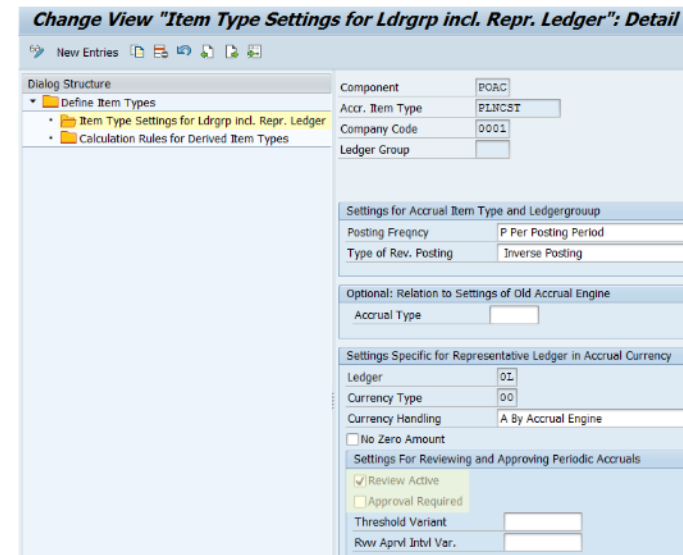 Change View "Item Type Settings for Ldrgrp incl. Repr. Ledger": Detail
New Entries
Dialog Structure
Define Item Types
Item Type Settings for Ldrgrp incl. Repr. Ledger
Calculation Rules for Derived Item Types
Component POAC
Accr. Item Type PLNCST
Company Code 0001
Ledger Group
Settings for Accrual Item Type and Ledgergrouup
Posting Freqncy P Per Posting Period
Type of Rev. Posting Inverse Posting
Optional: Relation to Settings of Old Accrual Engine
Accrual Type
Settings Specific for Representative Ledger in Accrual Currency
Ledger 0L
Currency Type 00
Currency Handling A By Accrual Engine
No Zero Amount
Settings For Reviewing and Approving Periodic Accruals
Review Active
Approval Required
Threshold Variant
Rvw Aprvl Intvl Var.